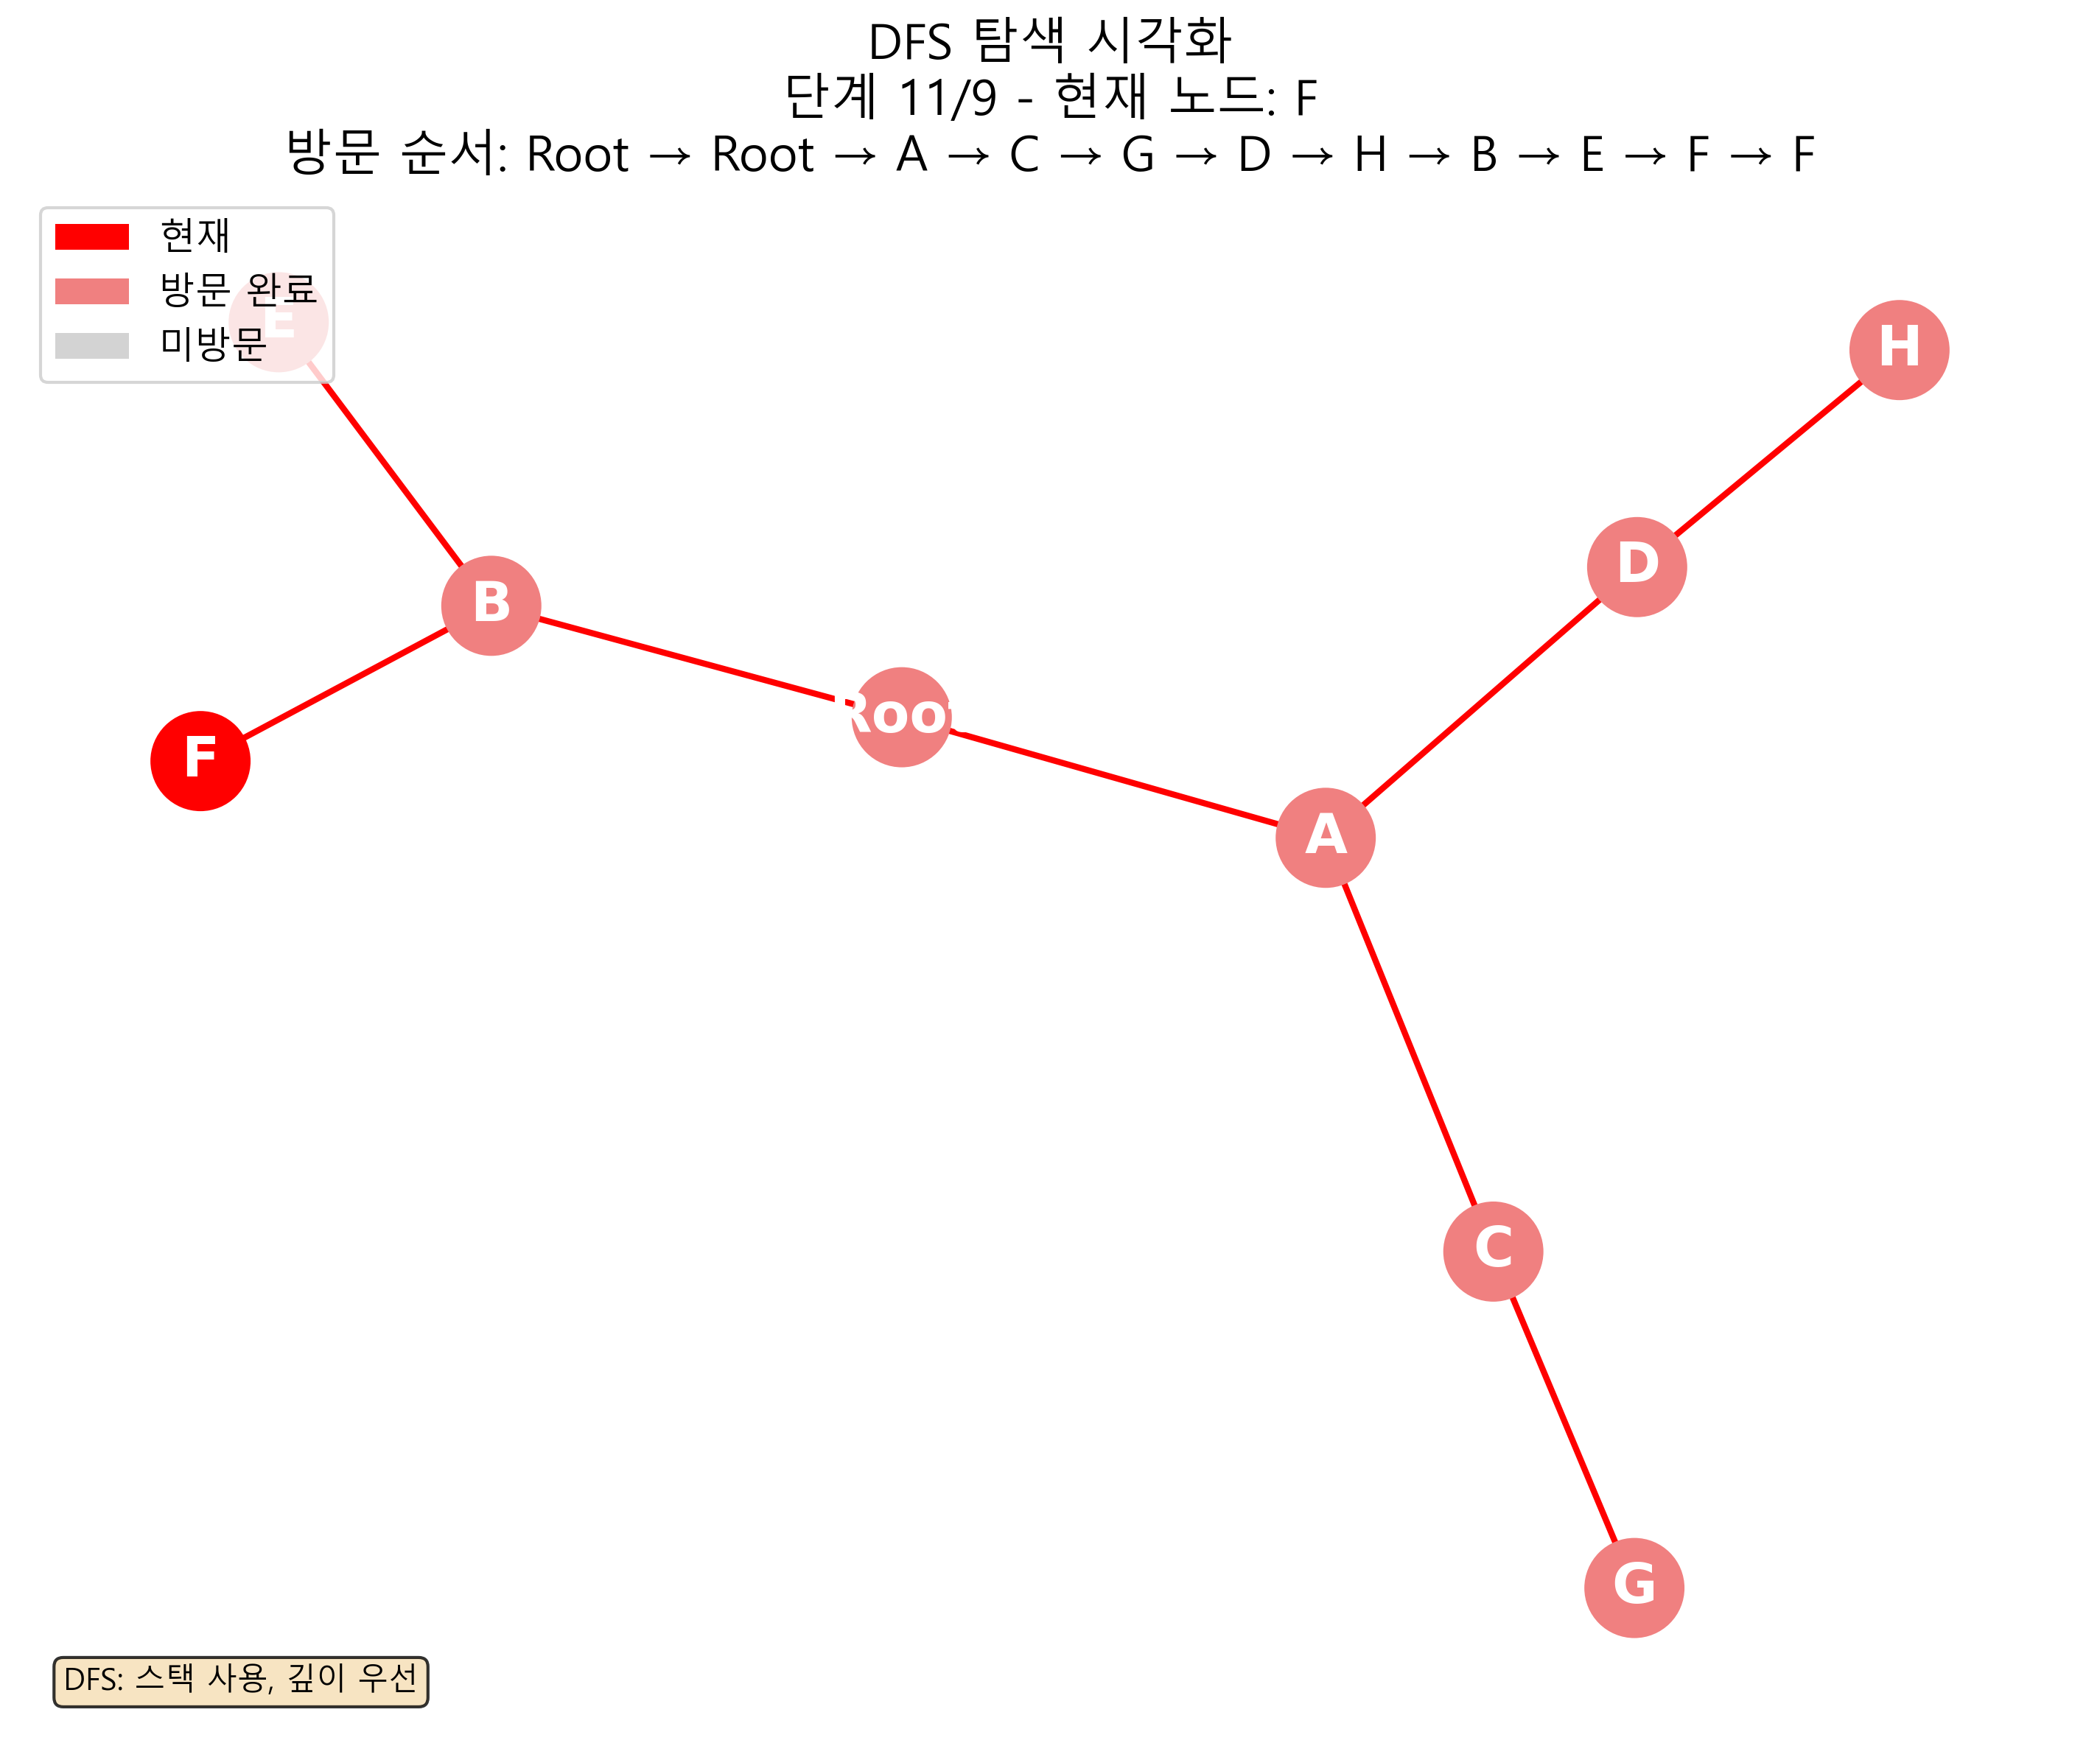 DFS 탐색 시각화
단계 11/9 - 현재 노드: F
방문 순서: Root → Root → A → C → G → D → H → B → E → F → F
현재
방문 완료
미방문
E
H
D
B
Root
F
A
C
G
DFS: 스택 사용, 깊이 우선